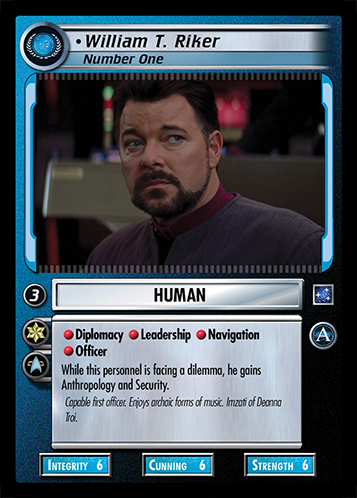 • William T. Riker
Number One
3
HUMAN
• Diplomacy • Leadership • Navigation
• Officer
While this personnel is facing a dilemma, he gains
Anthropology and Security.
Capable first officer. Enjoys archaic forms of music. Imzati of Deanna
Troi.
A
INTEGRITY 6
CUNNING 6
STRENGTH 6